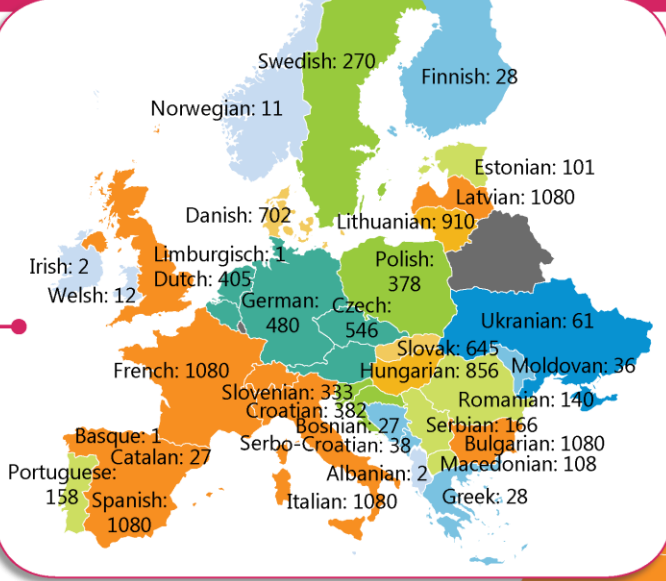 Swedish: 270
Finnish: 28
Norwegian: 11
Estonian: 101
Latvian: 1080
Danish: 702
Lithuanian: 910
Limburgisch: 1
Irish: 2
Dutch: 405
Welsh: 12
Polish:
378
German:
480
Czech:
546
Ukranian: 61
Slovak: 645
French: 1080
Hungarian: 856
Moldovan: 36
Slovenian: 333
Romanian: 140
Croatian: 382
Bosnian: 27
Serbian: 166
Basque: 1
Serbo-Croatian: 38
Bulgarian: 1080
Catalan: 27
Macedonian: 108
Portuguese:
158
Albanian: 2
Spanish:
1080
Italian: 1080
Greek: 28